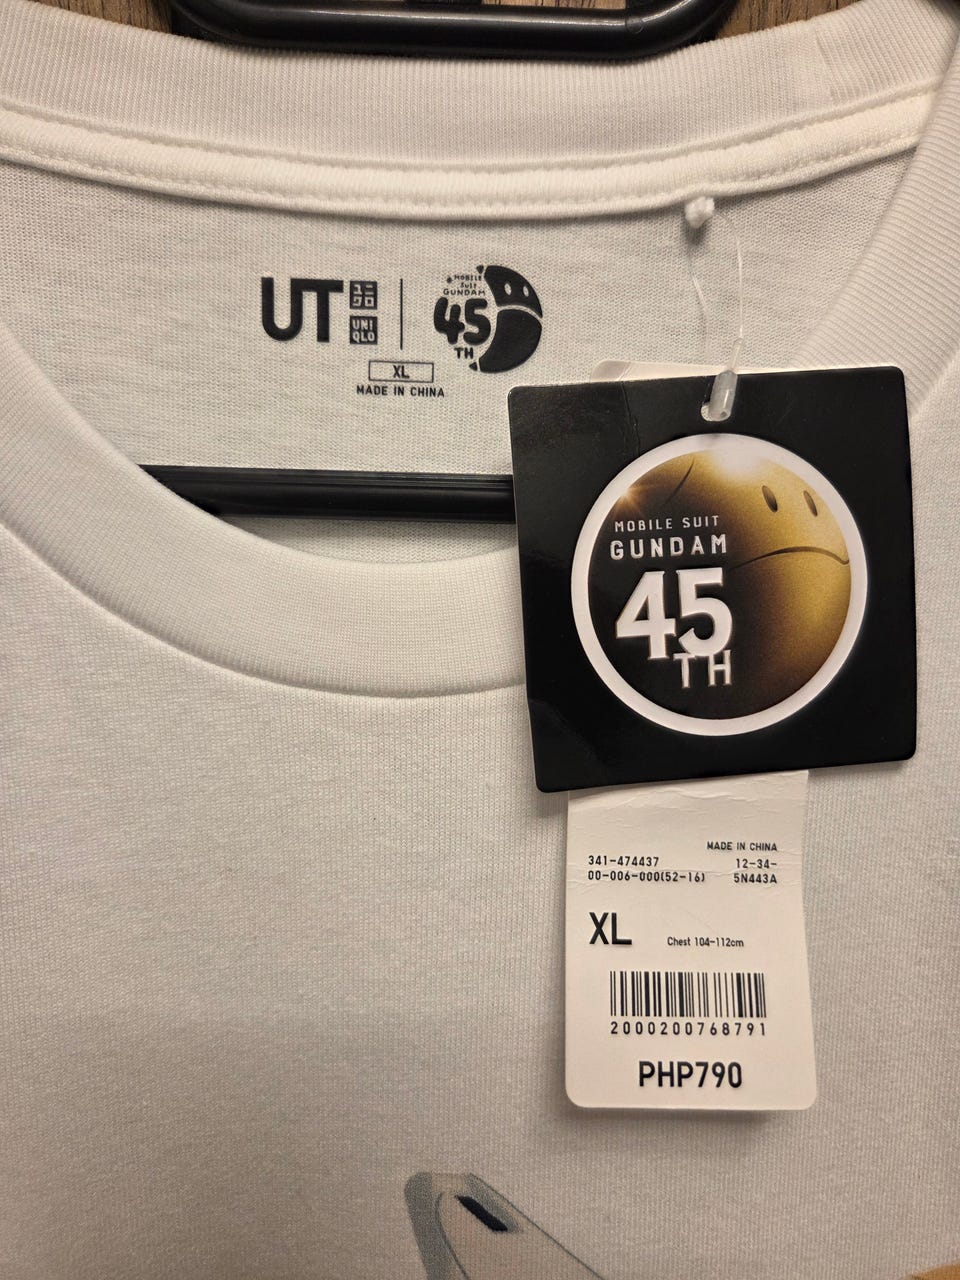 UT
ユニ
クロ
UNI
QLO
MOBILE
SUIT
GUNDAM
45
TH
XL
MADE IN CHINA
MOBILE SUIT
GUNDAM
45
TH
MADE IN CHINA
341-474437 12-34-
00-006-000(52-16) 5N443A
XL Chest 104-112cm
2000200768791
PHP790